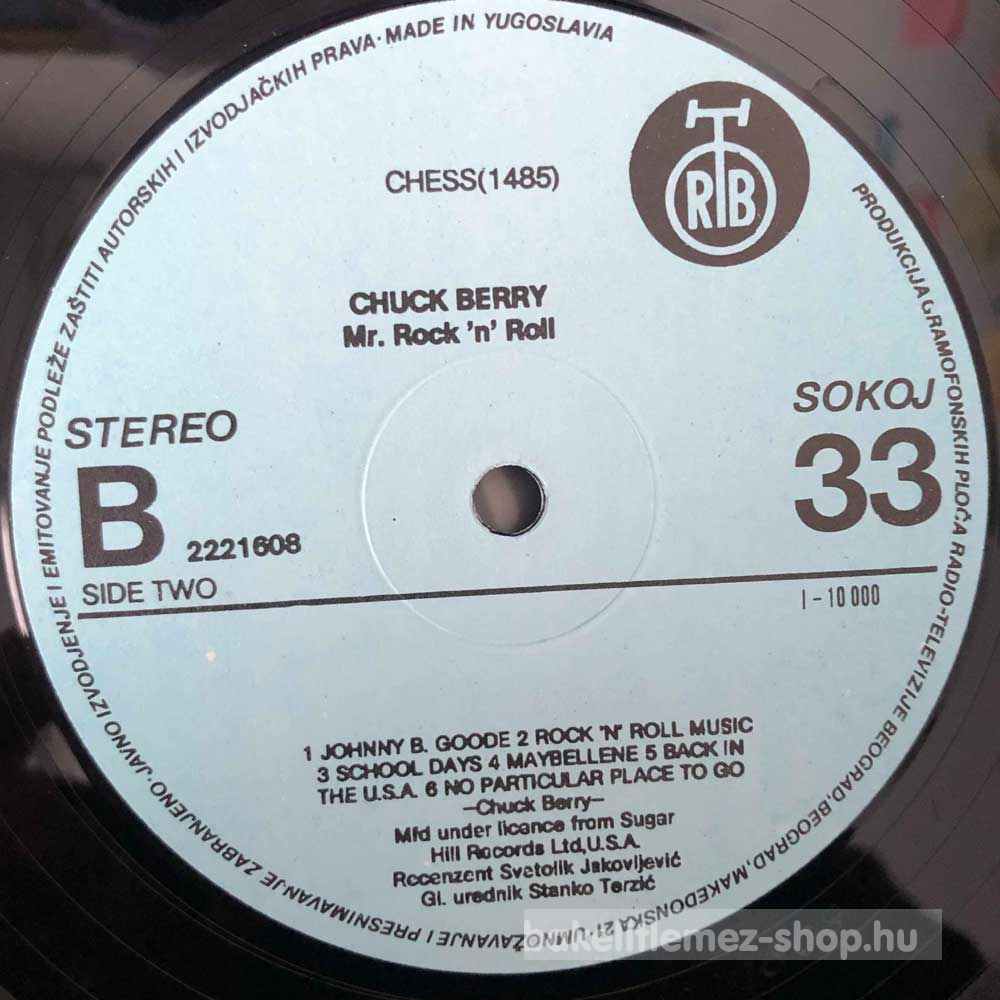 PRODUKCIJA GRAMOFONSKIH PLOČA RADIO-TELEVIZIJE BEOGRAD, BEOGRAD, MAKEDONSKA 21 · UMNOŽAVANJE I PRESNIMAVANJE ZABRANJENO · JAVNO IZVODJENJE I EMITOVANJE PODLEŽE ZAŠTITI AUTORSKIH I IZVODJAČKIH PRAVA · MADE IN YUGOSLAVIA
RTB
CHESS(1485)
CHUCK BERRY
Mr. Rock 'n' Roll
STEREO
SOKOJ
B
2221608
33
SIDE TWO
I - 10 000
1 JOHNNY B. GOODE 2 ROCK 'N' ROLL MUSIC
3 SCHOOL DAYS 4 MAYBELLENE 5 BACK IN
THE U.S.A. 6 NO PARTICULAR PLACE TO GO
—Chuck Berry—
Mfd under licance from Sugar
Hill Records Ltd,U.S.A.
Recenzent Svetolik Jakovljević
Gl. urednik Stanko Terzić
bakelitlemez-shop.hu